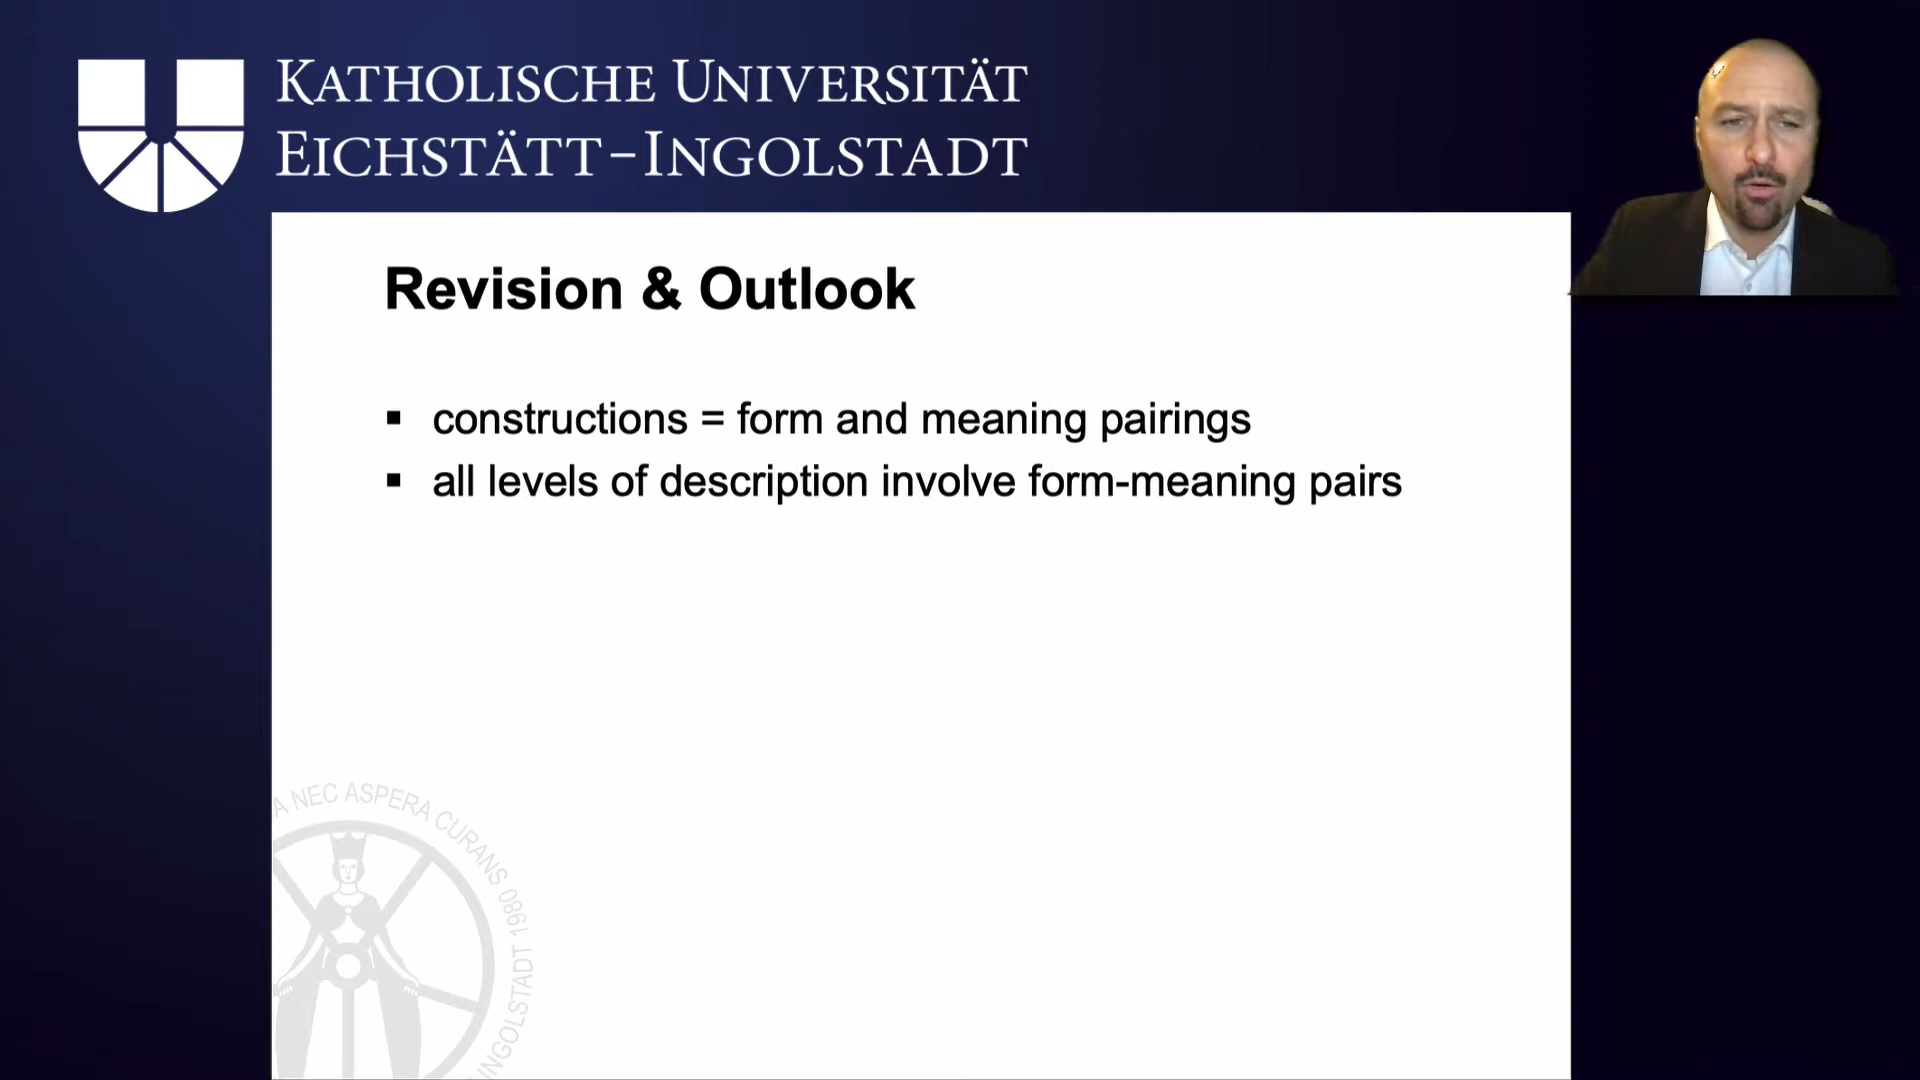 KATHOLISCHE UNIVERSITÄT
EICHSTÄTT-INGOLSTADT
Revision & Outlook
▪ constructions = form and meaning pairings
▪ all levels of description involve form-meaning pairs
A NEC ASPERA CURANS 1980
INGOLSTADT